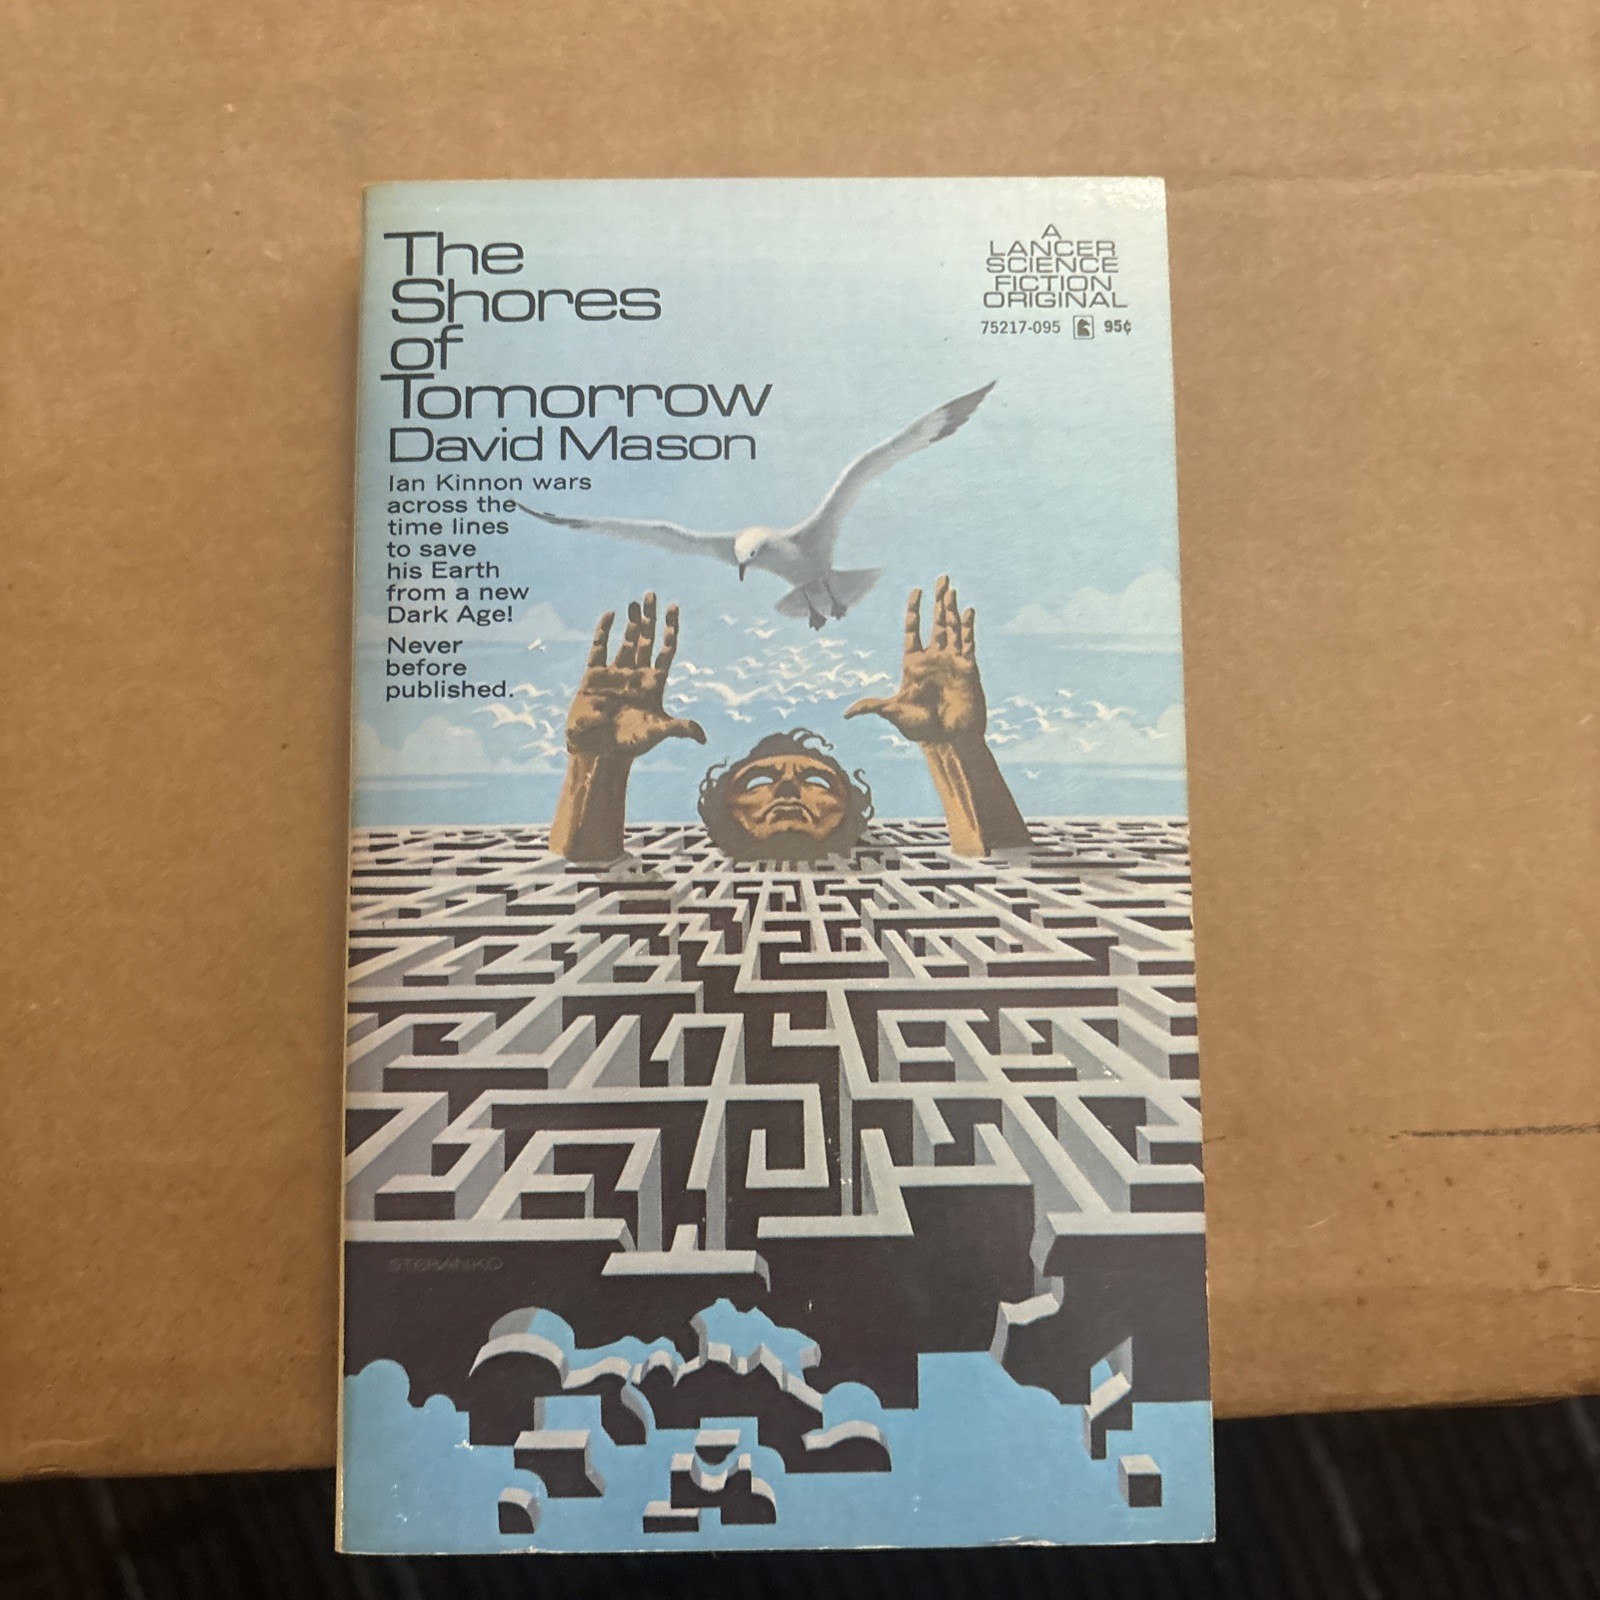 The
Shores
of
Tomorrow
David Mason
Ian Kinnon wars
across the
time lines
to save
his Earth
from a new
Dark Age!
Never
before
published.
A
LANCER
SCIENCE
FICTION
ORIGINAL
75217-095 95¢
STERANKO